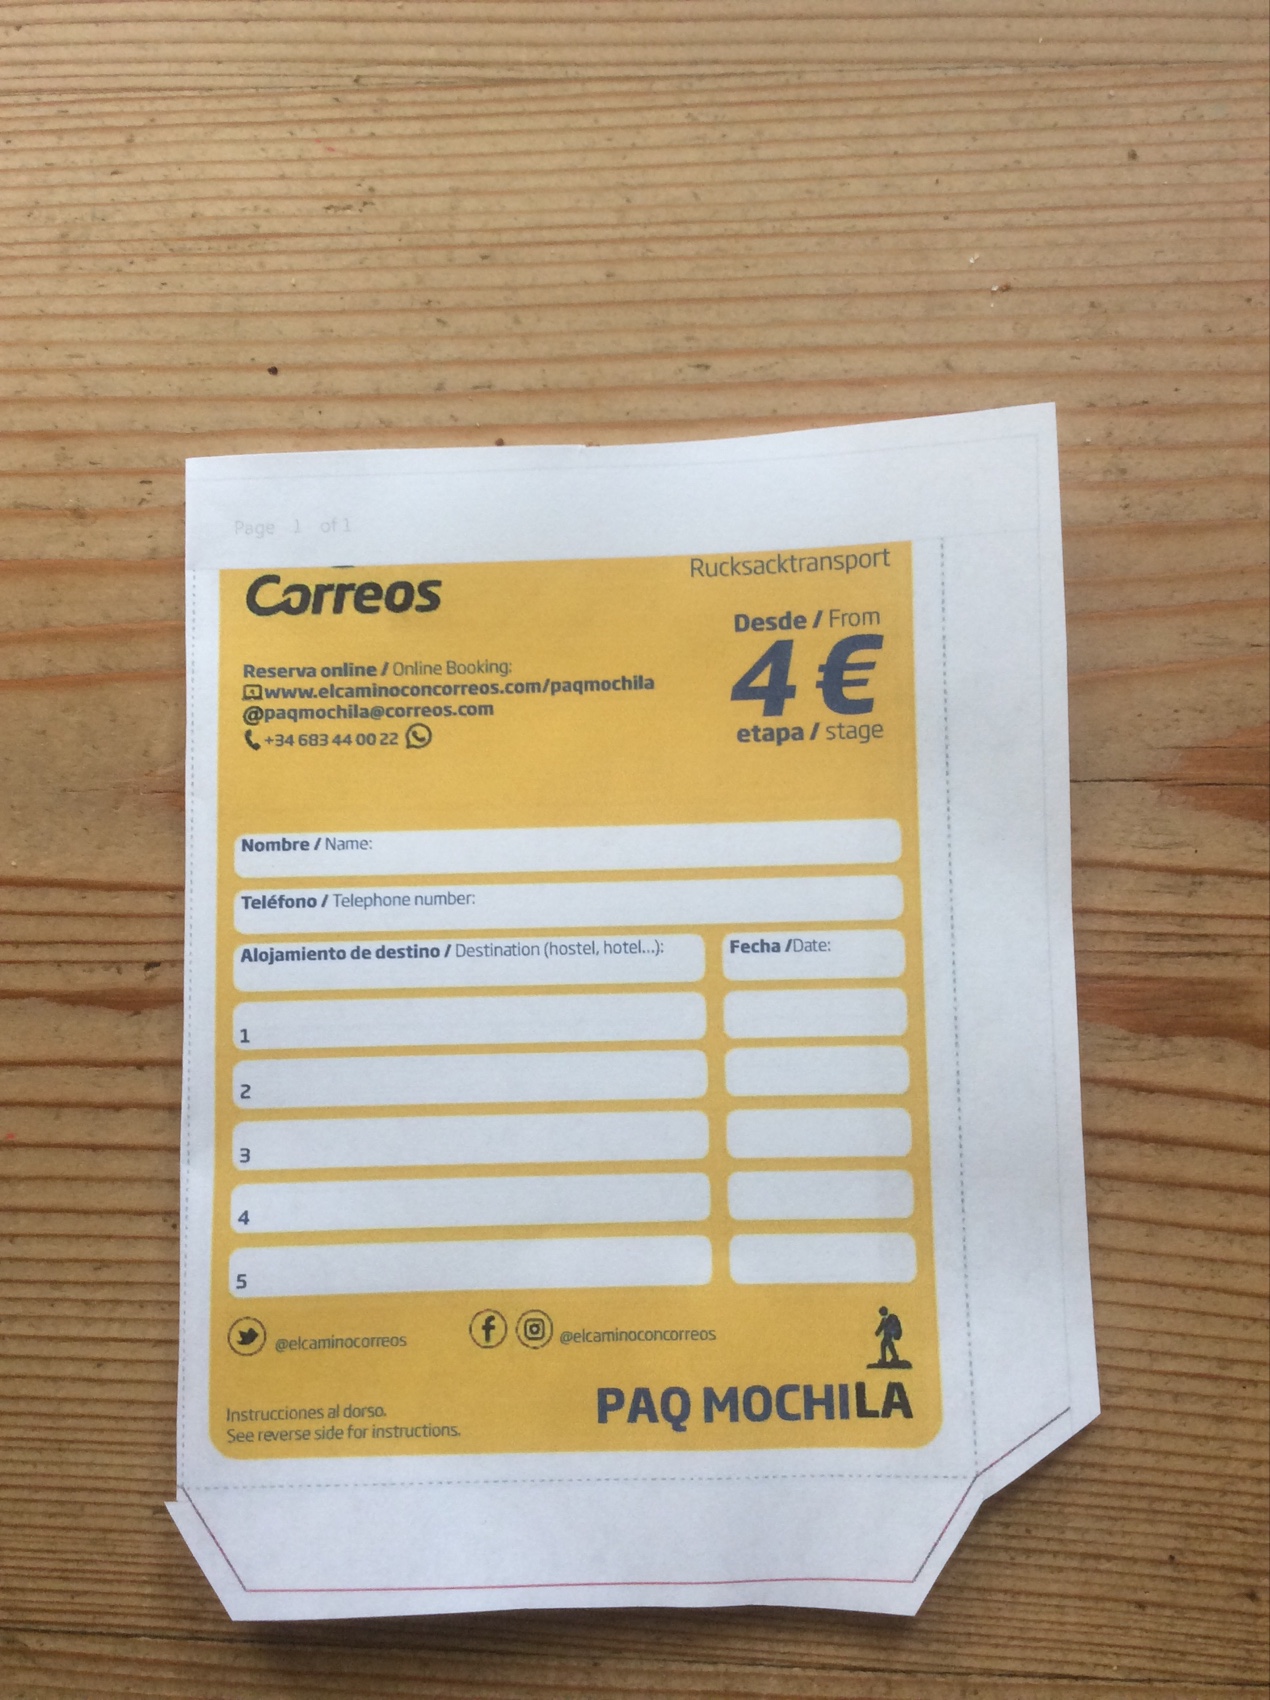 Page 1 of 1
Correos
Rucksacktransport
Desde / From
4 €
etapa / stage
Reserva online / Online Booking:
www.elcaminoconcorreos.com/paqmochila
@paqmochila@correos.com
+34 683 44 00 22
Nombre / Name:
Teléfono / Telephone number:
Alojamiento de destino / Destination (hostel, hotel...):
Fecha /Date:
1
2
3
4
5
@elcaminocorreos
@elcaminoconcorreos
Instrucciones al dorso.
See reverse side for instructions.
PAQ MOCHILA